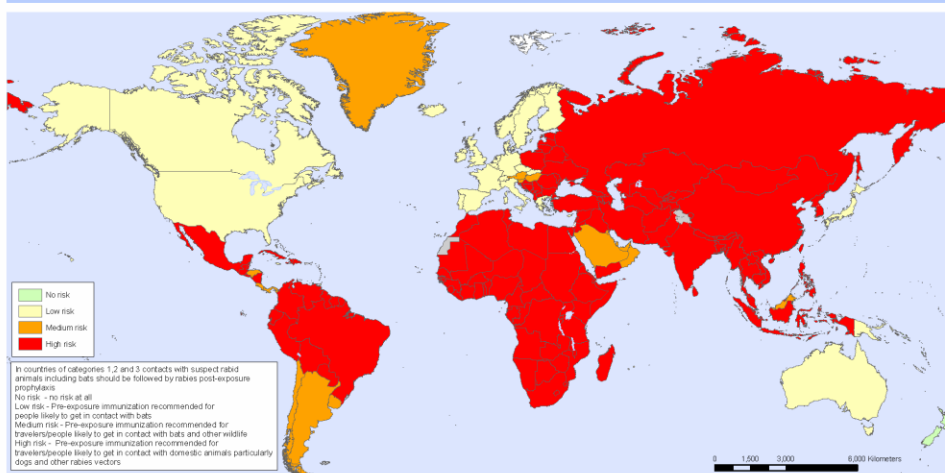 No risk
Low risk
Medium risk
High risk
In countries of categories 1,2 and 3 contacts with suspect rabid
animals including bats should be followed by rabies post-exposure
prophylaxis
No risk - no risk at all
Low risk - Pre-exposure immunization recommended for
people likely to get in contact with bats
Medium risk - Pre-exposure immunization recommended for
travelers/people likely to get in contact with bats and other wildlife
High risk - Pre-exposure immunization recommended for
travelers/people likely to get in contact with domestic animals particularly
dogs and other rabies vectors
0 1,500 3,000 6,000 Kilometers